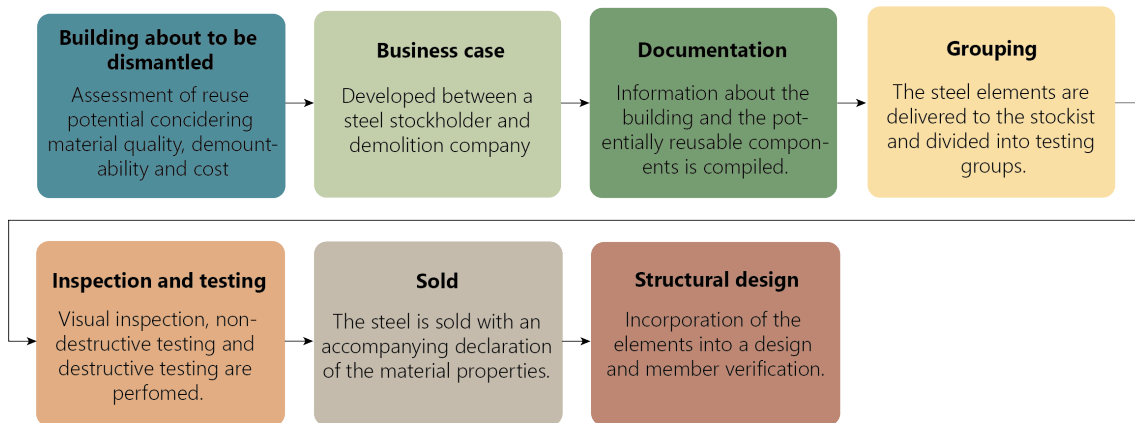 Building about to be
dismantled
Assessment of reuse
potential concidering
material quality, demount-
ability and cost
Business case
Developed between a
steel stockholder and
demolition company
Documentation
Information about the
building and the pot-
entially reusable compon-
ents is compiled.
Grouping
The steel elements are
delivered to the stockist
and divided into testing
groups.
Inspection and testing
Visual inspection, non-
destructive testing and
destructive testing are
perfomed.
Sold
The steel is sold with an
accompanying declaration
of the material properties.
Structural design
Incorporation of the
elements into a design
and member verification.